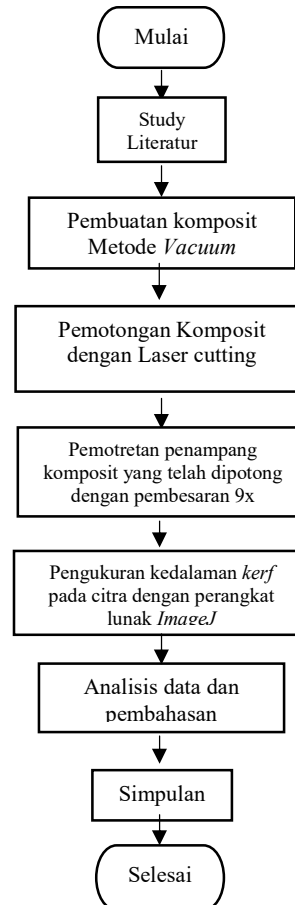 Mulai
Study
Literatur
Pembuatan komposit
Metode Vacuum
Pemotongan Komposit
dengan Laser cutting
Pemotretan penampang
komposit yang telah dipotong
dengan pembesaran 9x
Pengukuran kedalaman kerf
pada citra dengan perangkat
lunak ImageJ
Analisis data dan
pembahasan
Simpulan
Selesai